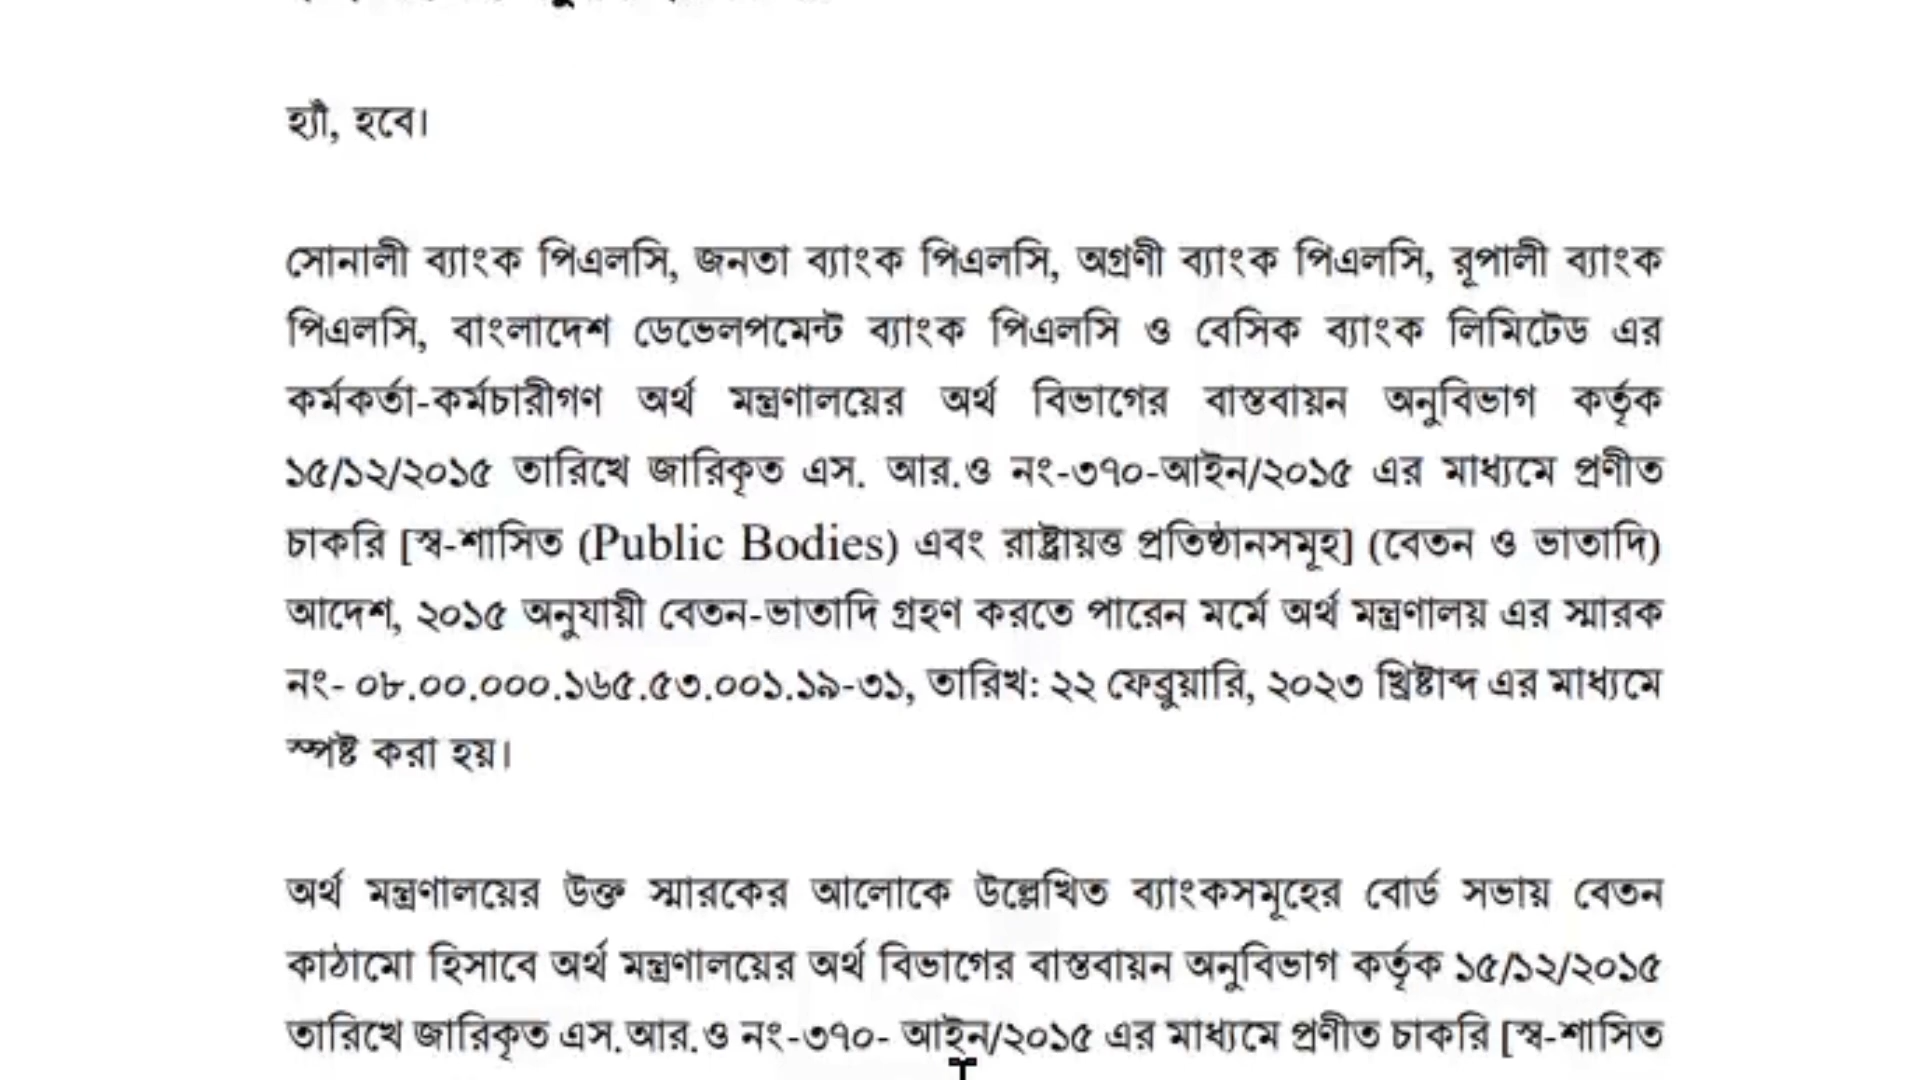 হ্যাঁ, হবে।
সোনালী ব্যাংক পিএলসি, জনতা ব্যাংক পিএলসি, অগ্রণী ব্যাংক পিএলসি, রূপালী ব্যাংক
পিএলসি, বাংলাদেশ ডেভেলপমেন্ট ব্যাংক পিএলসি ও বেসিক ব্যাংক লিমিটেড এর
কর্মকর্তা-কর্মচারীগণ অর্থ মন্ত্রণালয়ের অর্থ বিভাগের বাস্তবায়ন অনুবিভাগ কর্তৃক
১৫/১২/২০১৫ তারিখে জারিকৃত এস. আর.ও নং-৩৭০-আইন/২০১৫ এর মাধ্যমে প্রণীত
চাকরি [স্ব-শাসিত (Public Bodies) এবং রাষ্ট্রায়ত্ত প্রতিষ্ঠানসমূহ] (বেতন ও ভাতাদি)
আদেশ, ২০১৫ অনুযায়ী বেতন-ভাতাদি গ্রহণ করতে পারেন মর্মে অর্থ মন্ত্রণালয় এর স্মারক
নং- ০৮.০০.০০০.১৬৫.৫৩.০০১.১৯-৩১, তারিখ: ২২ ফেব্রুয়ারি, ২০২৩ খ্রিষ্টাব্দ এর মাধ্যমে
স্পষ্ট করা হয়।
অর্থ মন্ত্রণালয়ের উক্ত স্মারকের আলোকে উল্লেখিত ব্যাংকসমূহের বোর্ড সভায় বেতন
কাঠামো হিসাবে অর্থ মন্ত্রণালয়ের অর্থ বিভাগের বাস্তবায়ন অনুবিভাগ কর্তৃক ১৫/১২/২০১৫
তারিখে জারিকৃত এস.আর.ও নং-৩৭০- আইন/২০১৫ এর মাধ্যমে প্রণীত চাকরি [স্ব-শাসিত